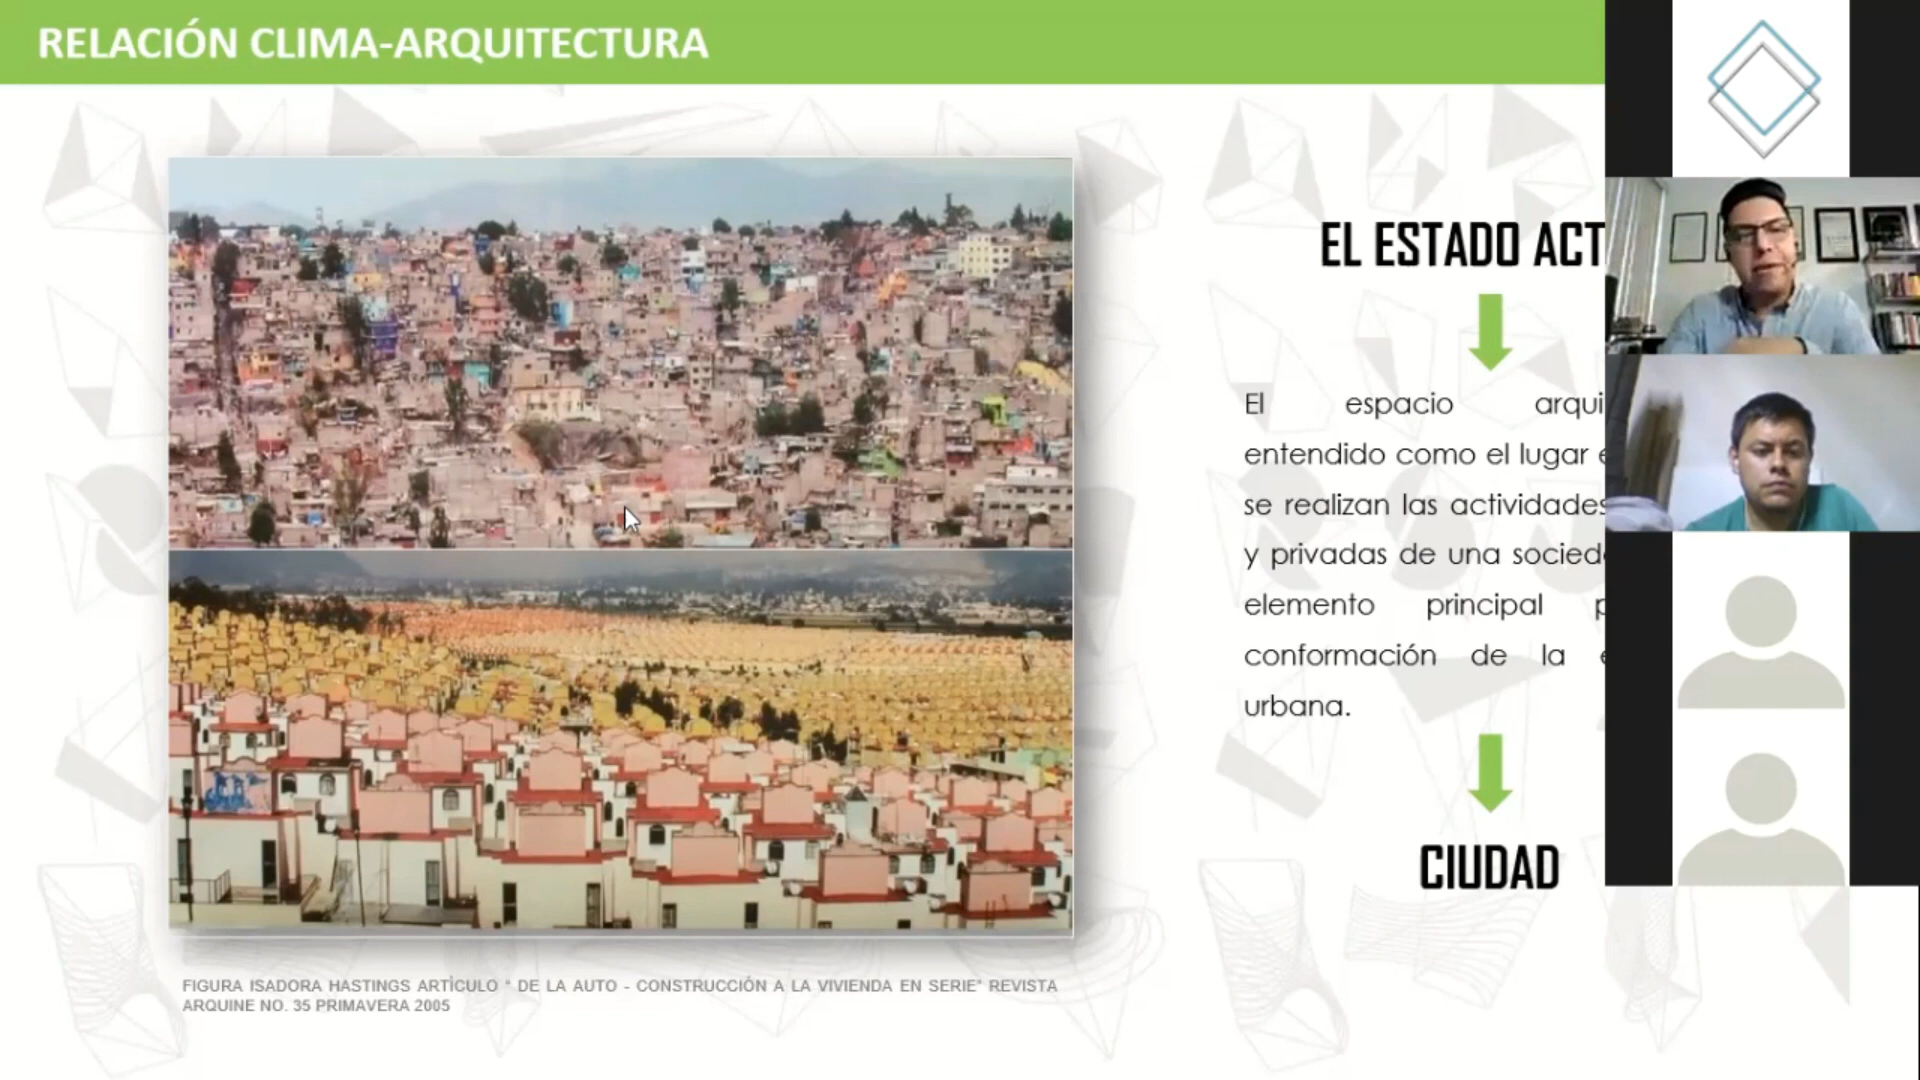 RELACIÓN CLIMA-ARQUITECTURA
EL ESTADO ACT
El espacio arqui
entendido como el lugar e
se realizan las actividades
y privadas de una socied
elemento principal p
conformación de la e
urbana.
CIUDAD
FIGURA ISADORA HASTINGS ARTÌCULO “ DE LA AUTO - CONSTRUCCIÓN A LA VIVIENDA EN SERIE” REVISTA
ARQUINE NO. 35 PRIMAVERA 2005